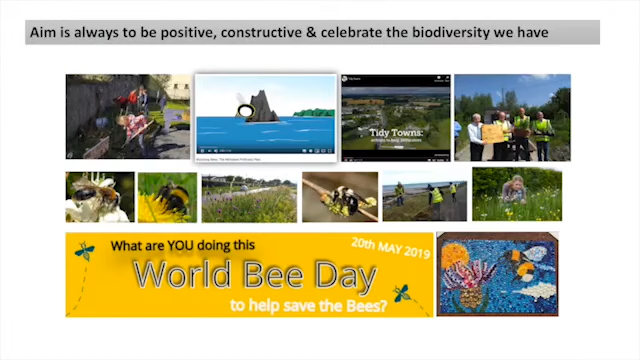 Aim is always to be positive, constructive & celebrate the biodiversity we have
Tidy Towns:
What are YOU doing this
20th MAY 2019
World Bee Day
to help save the Bees?